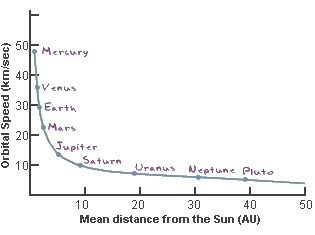 Orbital Speed (km/sec)
50
40
30
20
10
Mercury
Venus
Earth
Mars
Jupiter
Saturn
Uranus
Neptune
Pluto
10
20
30
40
50
Mean distance from the Sun (AU)